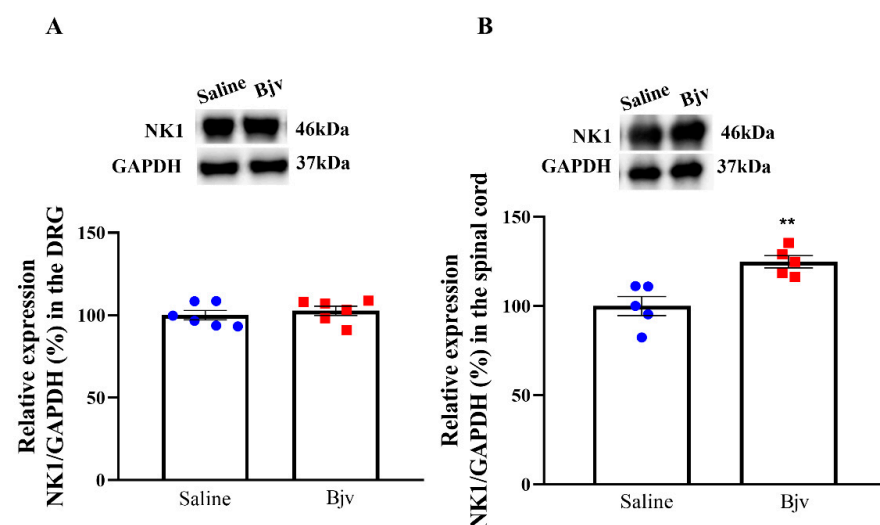 A
Saline Bjv
NK1 46kDa
GAPDH 37kDa
Relative expression
NK1/GAPDH (%) in the DRG
150
100
50
0
Saline Bjv
B
Saline Bjv
NK1 46kDa
GAPDH 37kDa
Relative expression
NK1/GAPDH (%) in the spinal cord
150
100
50
0
**
Saline Bjv